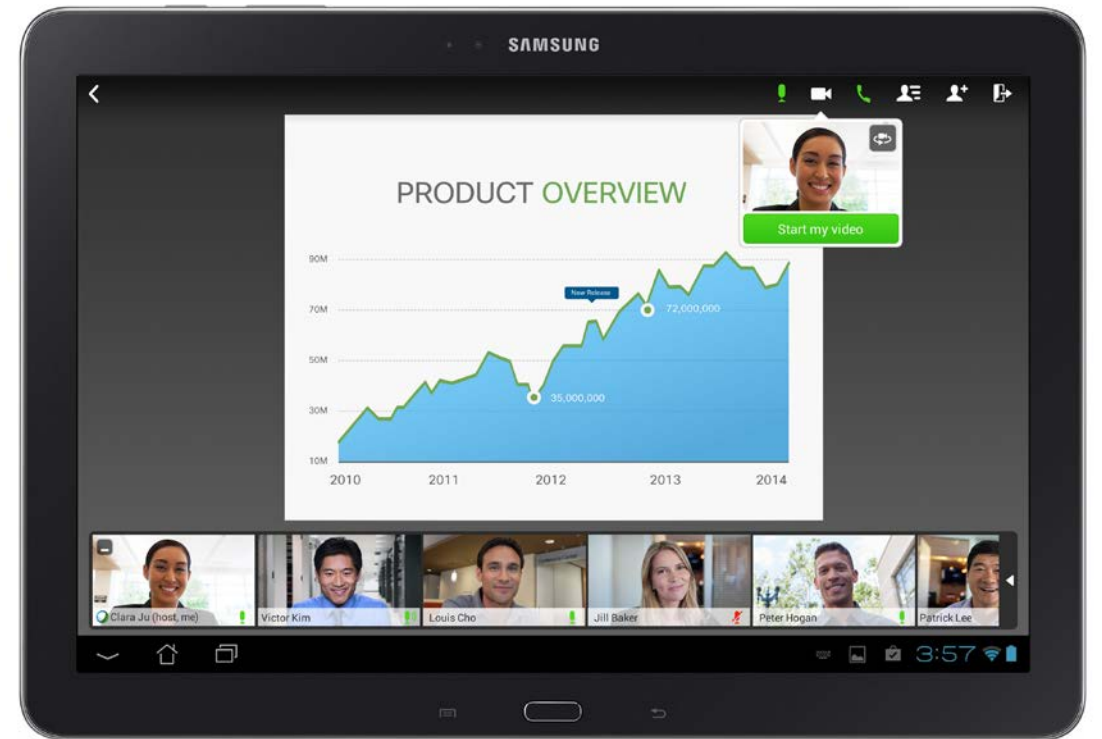 SAMSUNG
Start my video
PRODUCT OVERVIEW
90M
New Release
70M
72,000,000
50M
35,000,000
30M
10M
2010 2011 2012 2013 2014
Clara Ju (host, me) Victor Kim Louis Cho Jill Baker Peter Hogan Patrick Lee
3:57